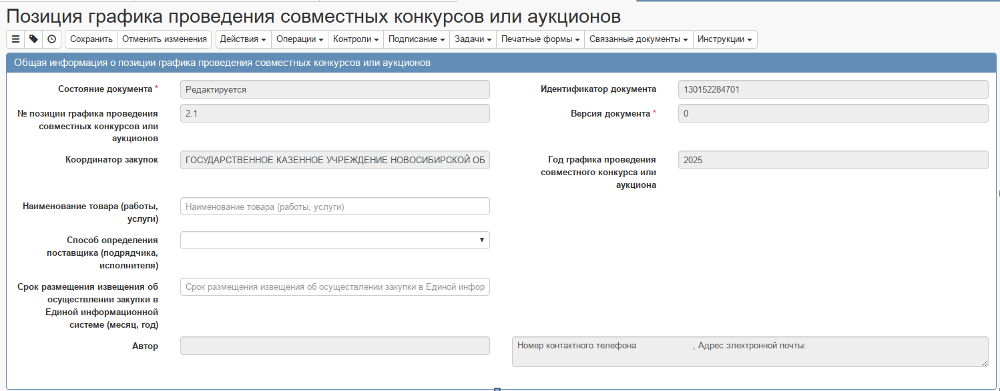 Позиция графика проведения совместных конкурсов или аукционов
Сохранить Отменить изменения Действия Операции Контроли Подписание Задачи Печатные формы Связанные документы Инструкции
Общая информация о позиции графика проведения совместных конкурсов или аукционов
Состояние документа * Редактируется Идентификатор документа 130152284701
№ позиции графика проведения 2.1 Версия документа * 0
совместных конкурсов или
аукционов
Координатор закупок ГОСУДАРСТВЕННОЕ КАЗЕННОЕ УЧРЕЖДЕНИЕ НОВОСИБИРСКОЙ ОБ Год графика проведения 2025
совместного конкурса или
аукциона
Наименование товара (работы, Наименование товара (работы, услуги)
услуги)
Способ определения
поставщика (подрядчика,
исполнителя)
Срок размещения извещения об Срок размещения извещения об осуществлении закупки в Единой инфор
осуществлении закупки в
Единой информационной
системе (месяц, год)
Автор Номер контактного телефона , Адрес электронной почты: